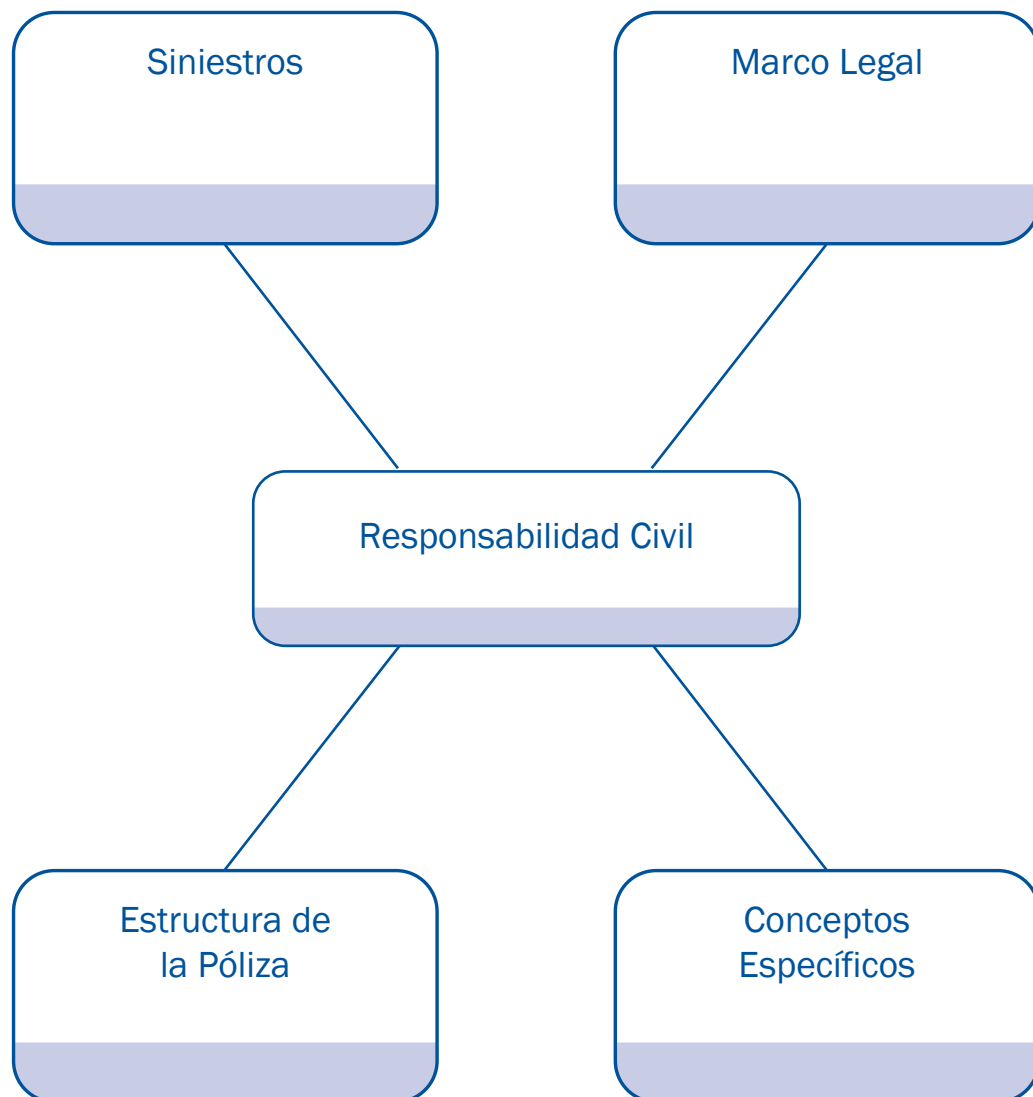 Siniestros
Marco Legal
Responsabilidad Civil
Estructura de
la Póliza
Conceptos
Específicos